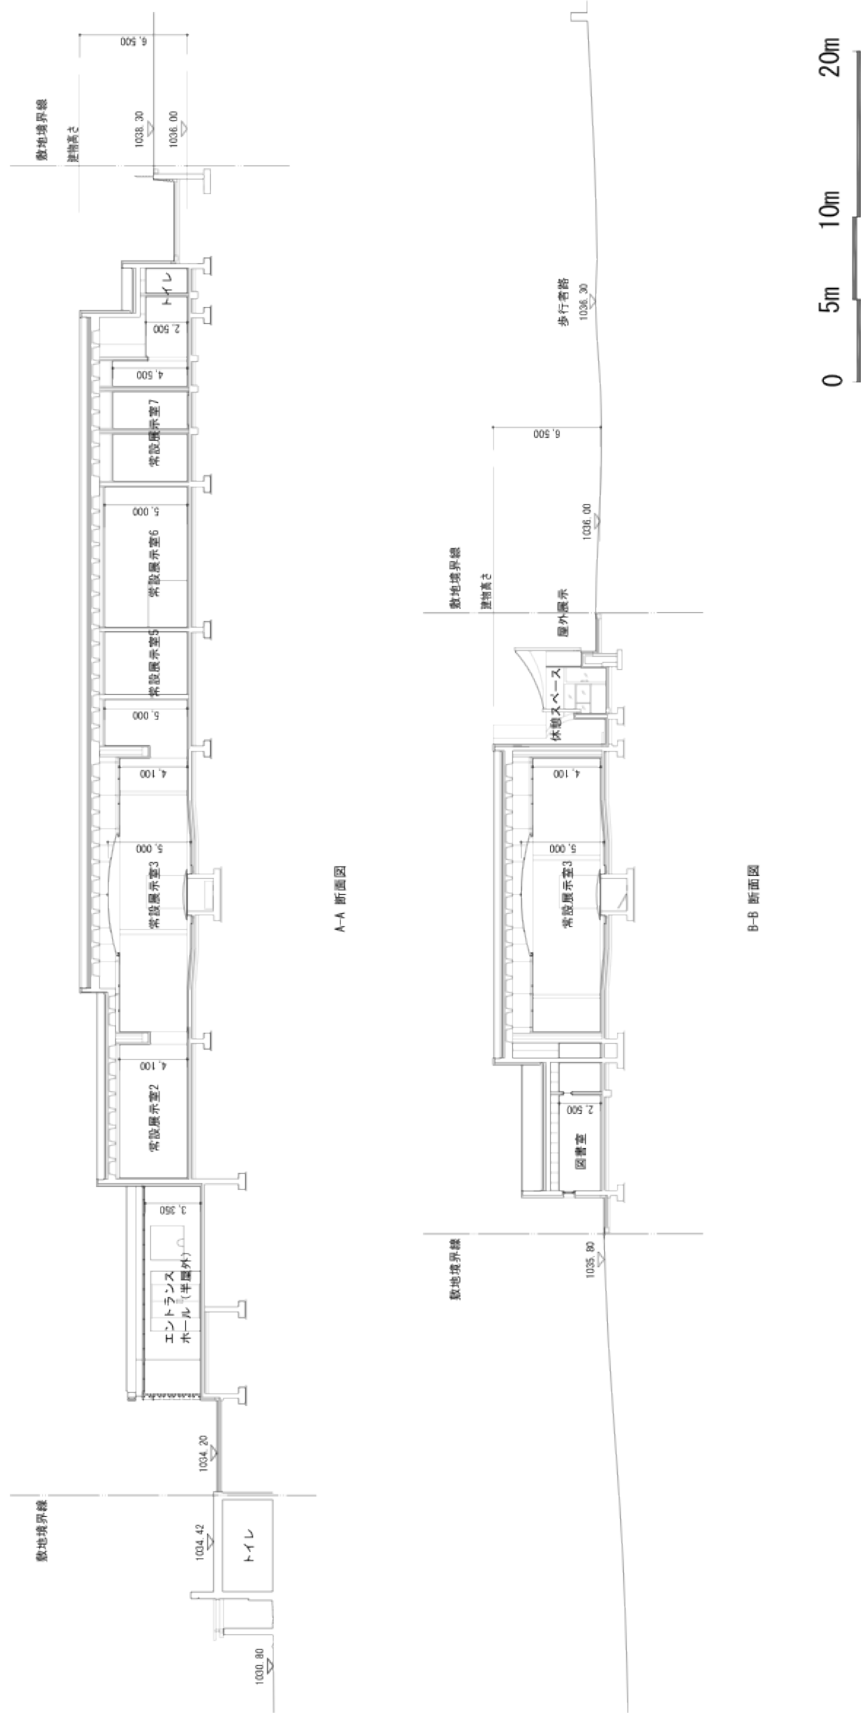 敷地境界線
1030.80
トイレ
1034.42
1034.20
エントランス
ホール（半屋外）
3,350
常設展示室2
4,100
常設展示室3
5,000
4,100
5,000
常設展示室5
常設展示室6
5,000
常設展示室7
4,500
2,500
トイレ
敷地境界線
建物高さ
1038.30
1036.00
6,500
A-A 断面図
敷地境界線
1035.80
図書室
2,500
常設展示室3
5,000
4,100
休憩スペース
屋外展示
敷地境界線
建物高さ
1036.00
6,500
歩行者路
1036.30
B-B 断面図
0
5m
10m
20m